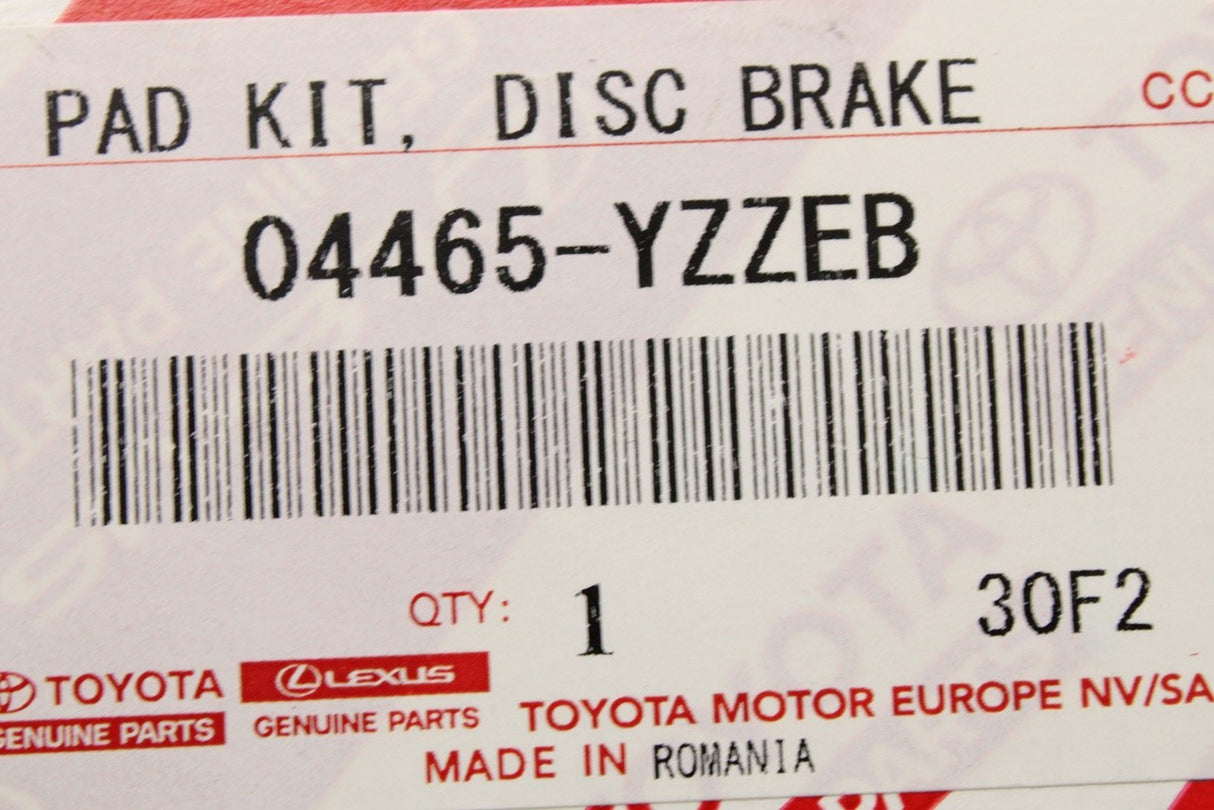 PAD KIT, DISC BRAKE CC
04465-YZZEB
QTY: 1 30F2
TOYOTA LEXUS
GENUINE PARTS GENUINE PARTS TOYOTA MOTOR EUROPE NV/SA
MADE IN ROMANIA